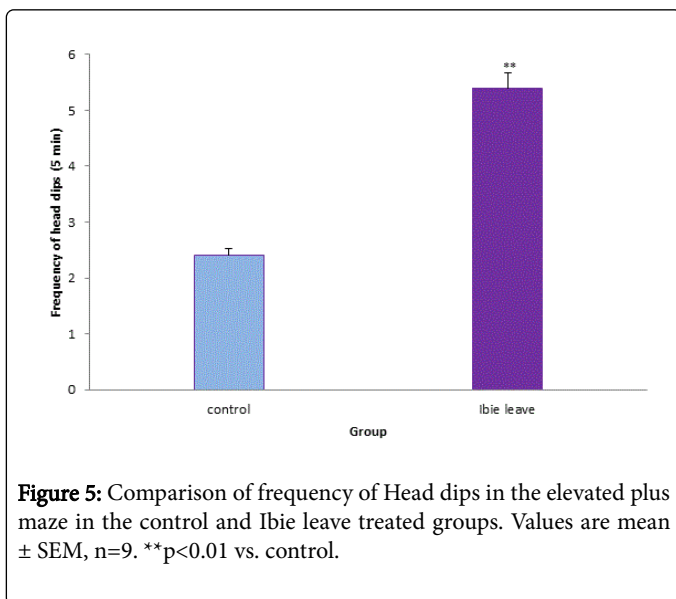 6
5
4
3
2
1
0
Frequency of head dips (5 min)
**
control
Ibie leave
Group
Figure 5: Comparison of frequency of Head dips in the elevated plus
maze in the control and Ibie leave treated groups. Values are mean
± SEM, n=9. **p<0.01 vs. control.